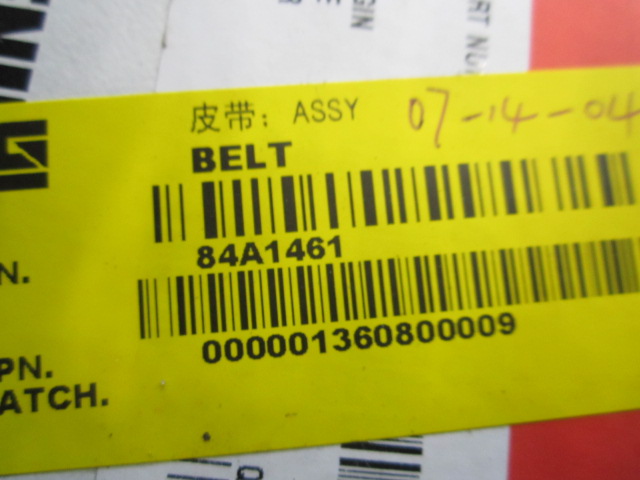 皮带；ASSY 07-14-04
BELT
84A1461
N.
000001360800009
PN.
ATCH.